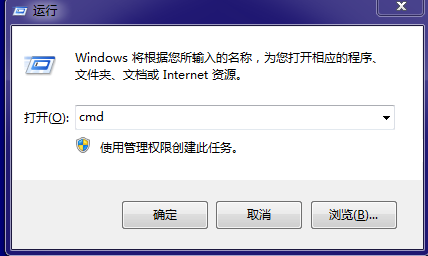 运行
Windows 将根据您所输入的名称，为您打开相应的程序、
文件夹、文档或 Internet 资源。
打开(O): cmd
使用管理权限创建此任务。
确定 取消 浏览(B)...